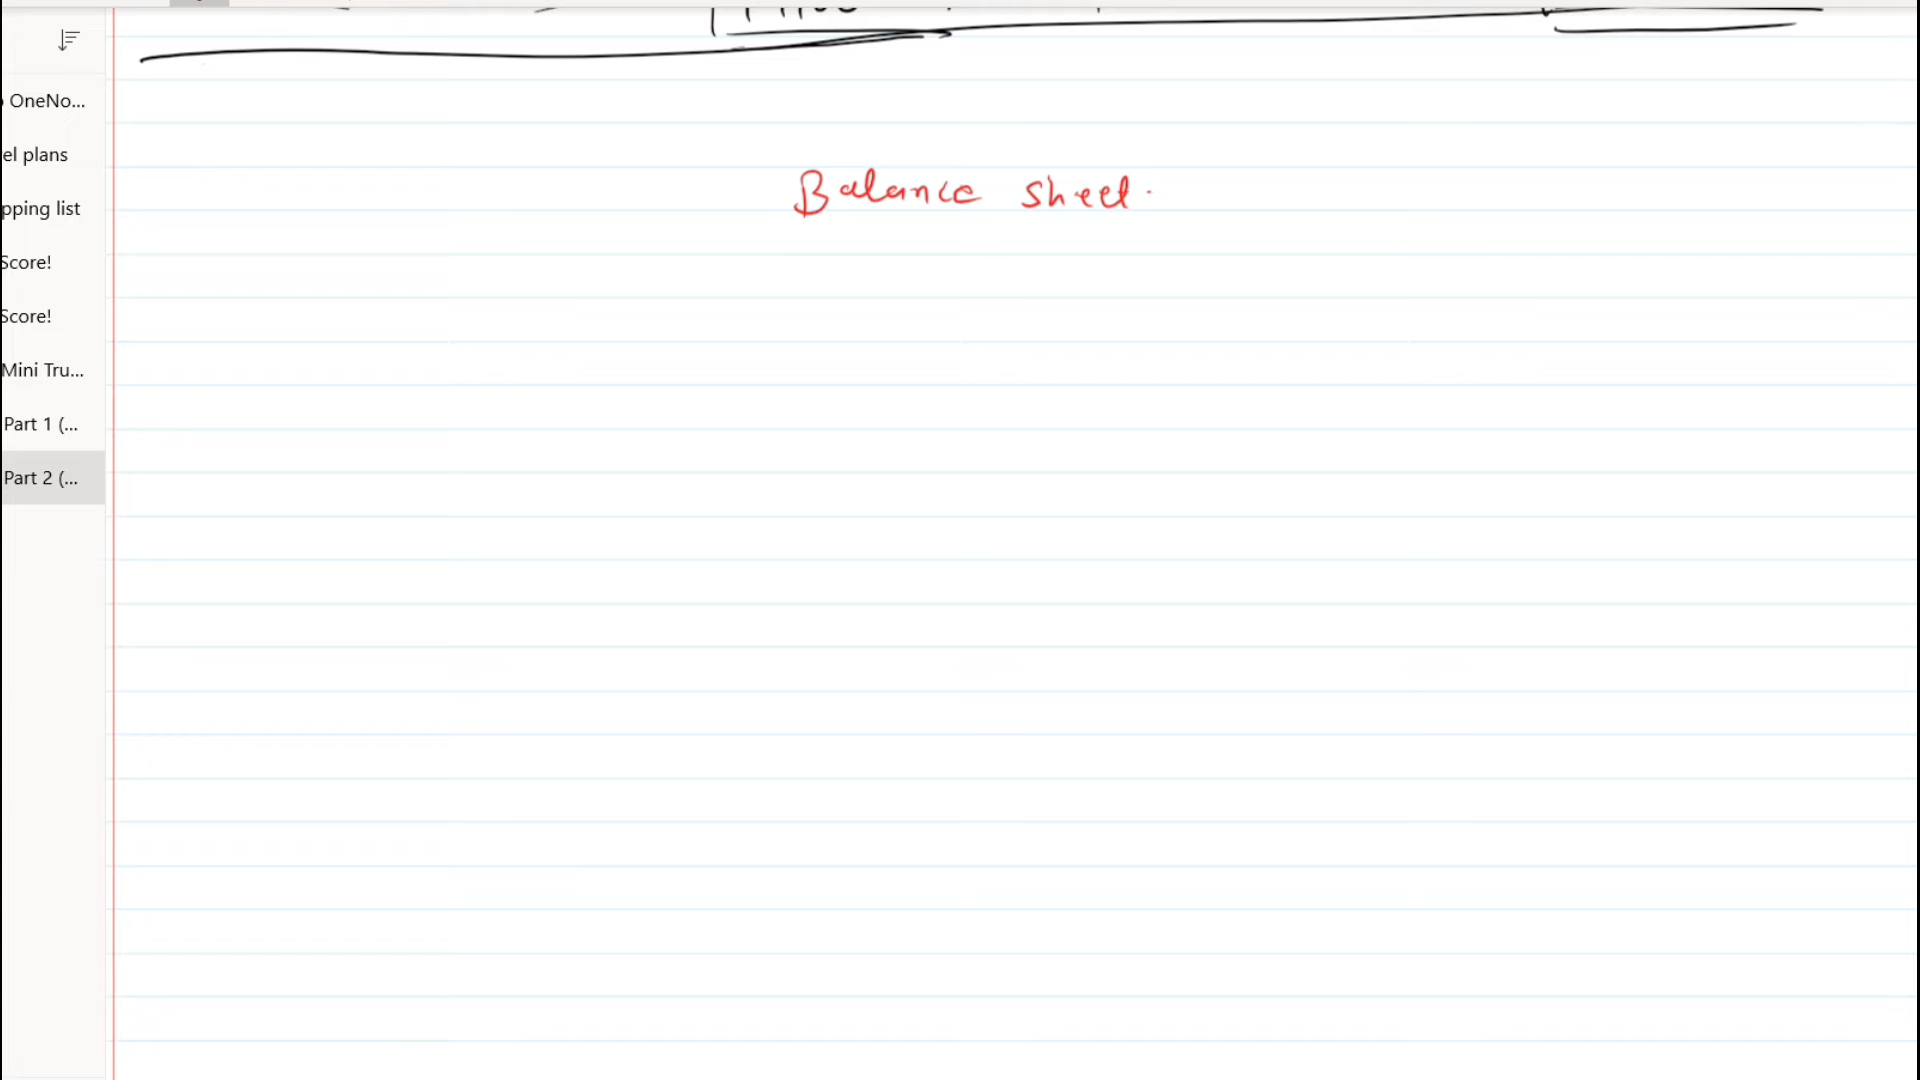 OneNo...
el plans
pping list
Score!
Score!
Mini Tru...
Part 1 (...
Part 2 (...
Balance sheet.